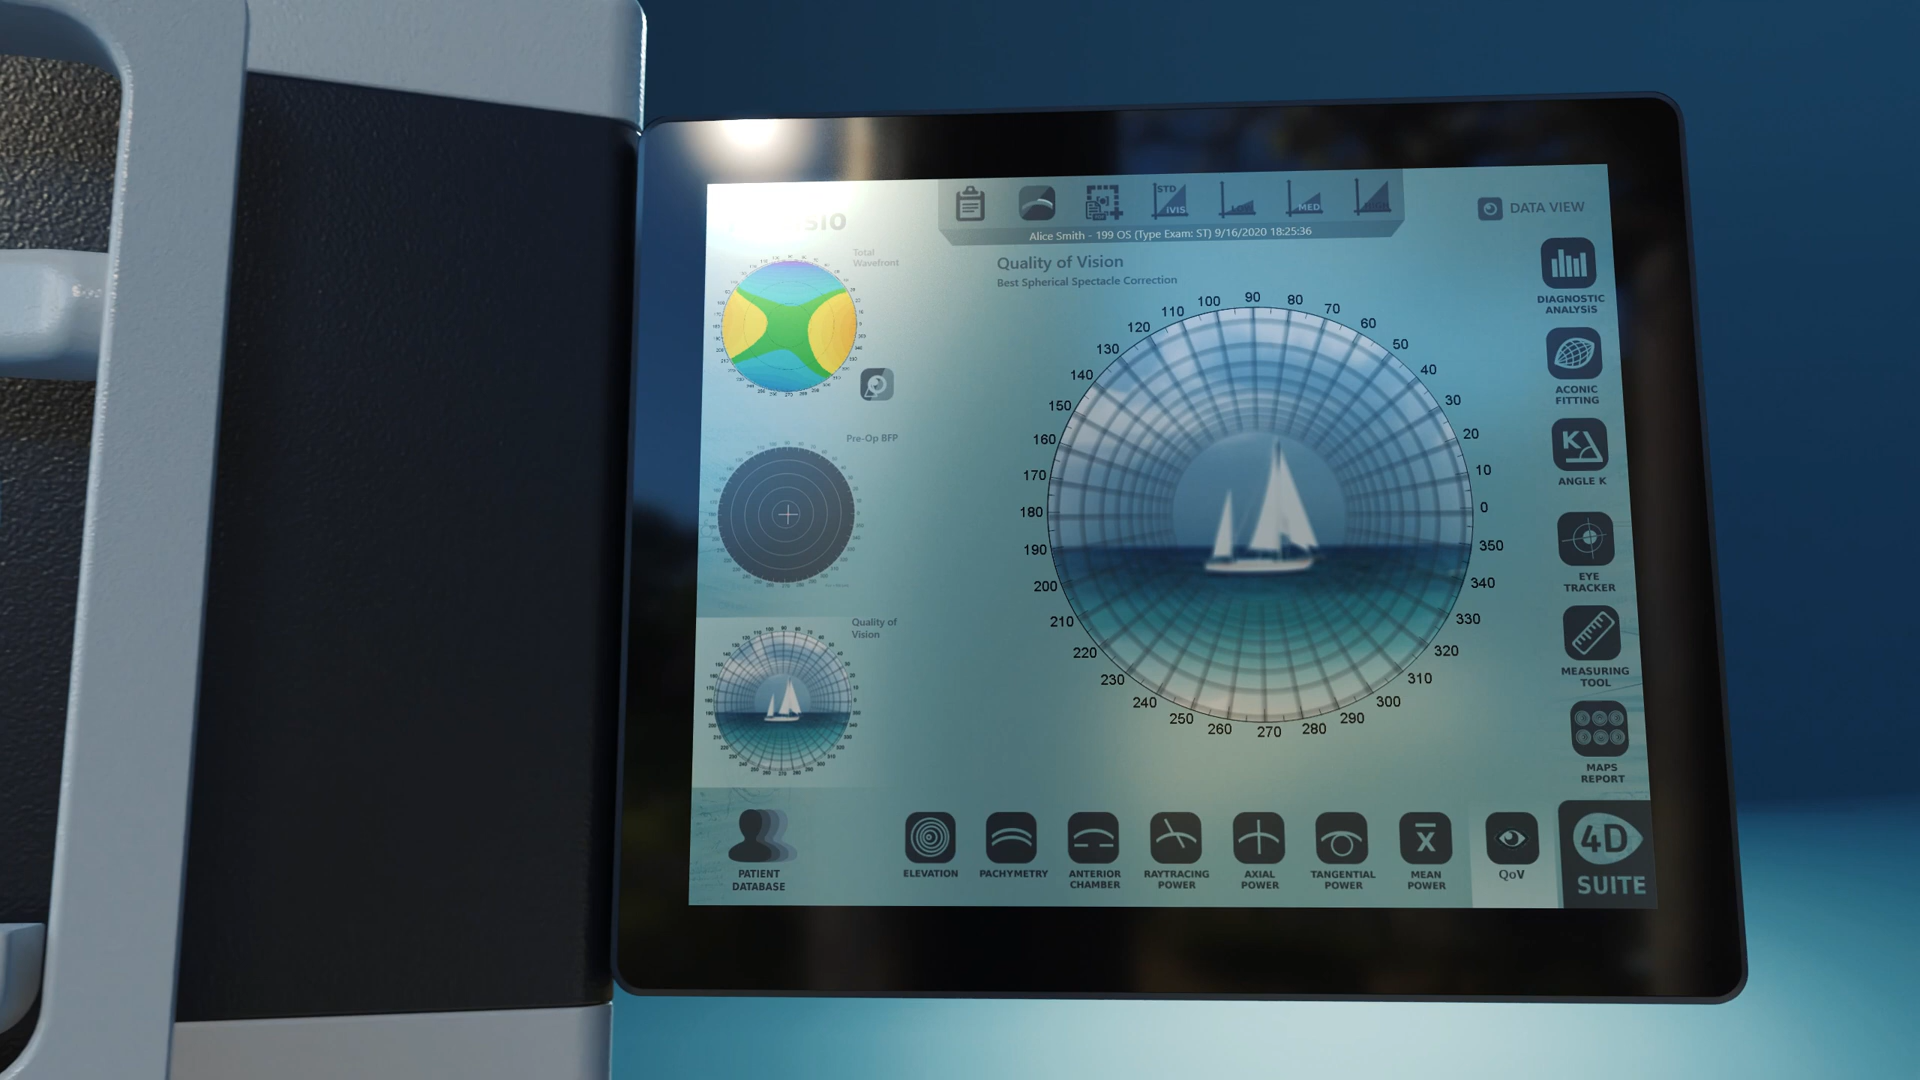 SIO
STD
iVIS
MED
Alice Smith - 199 OS (Type Exam: ST) 9/16/2020 18:25:36
DATA VIEW
Total
Wavefront
Pre-Op BFP
Quality of
Vision
Quality of Vision
Best Spherical Spectacle Correction
90
80
70
60
50
40
30
20
10
0
350
340
330
320
310
300
290
280
270
260
250
240
230
220
210
200
190
180
170
160
150
140
130
120
110
100
DIAGNOSTIC
ANALYSIS
ACONIC
FITTING
K
ANGLE K
EYE
TRACKER
MEASURING
TOOL
MAPS
REPORT
PATIENT
DATABASE
ELEVATION
PACHYMETRY
ANTERIOR
CHAMBER
RAYTRACING
POWER
AXIAL
POWER
TANGENTIAL
POWER
x̄
MEAN
POWER
QoV
4D
SUITE